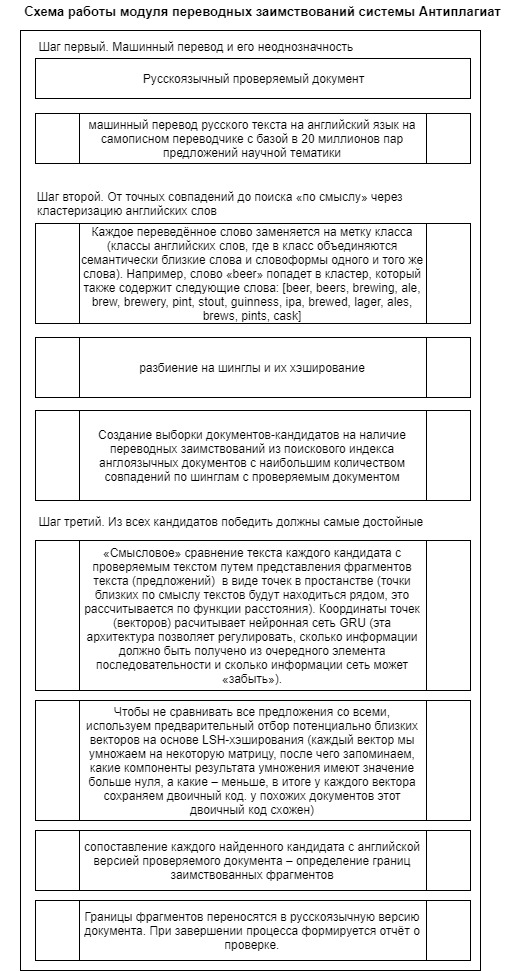 Схема работы модуля переводных заимствований системы Антиплагиат
Шаг первый. Машинный перевод и его неоднозначность
Русскоязычный проверяемый документ
машинный перевод русского текста на английский язык на
самописном переводчике с базой в 20 миллионов пар
предложений научной тематики
Шаг второй. От точных совпадений до поиска «по смыслу» через
кластеризацию английских слов
Каждое переведённое слово заменяется на метку класса
(классы английских слов, где в класс объединяются
семантически близкие слова и словоформы одного и того же
слова). Например, слово «beer» попадет в кластер, который
также содержит следующие слова: [beer, beers, brewing, ale,
brew, brewery, pint, stout, guinness, ipa, brewed, lager, ales,
brews, pints, cask]
разбиение на шинглы и их хэширование
Создание выборки документов-кандидатов на наличие
переводных заимствований из поискового индекса
англоязычных документов с наибольшим количеством
совпадений по шинглам с проверяемым документом
Шаг третий. Из всех кандидатов победить должны самые достойные
«Смысловое» сравнение текста каждого кандидата с
проверяемым текстом путем представления фрагментов
текста (предложений) в виде точек в простанстве (точки
близких по смыслу текстов будут находиться рядом, это
рассчитывается по функции расстояния). Координаты точек
(векторов) расчитывает нейронная сеть GRU (эта
архитектура позволяет регулировать, сколько информации
должно быть получено из очередного элемента
последовательности и сколько информации сеть может
«забыть»).
Чтобы не сравнивать все предложения со всеми,
используем предварительный отбор потенциально близких
векторов на основе LSH-хэширования (каждый вектор мы
умножаем на некоторую матрицу, после чего запоминаем,
какие компоненты результата умножения имеют значение
больше нуля, а какие – меньше, в итоге у каждого вектора
сохраняем двоичный код. у похожих документов этот
двоичный код схожен)
сопоставление каждого найденного кандидата с английской
версией проверяемого документа – определение границ
заимствованных фрагментов
Границы фрагментов переносятся в русскоязычную версию
документа. При завершении процесса формируется отчёт о
проверке.